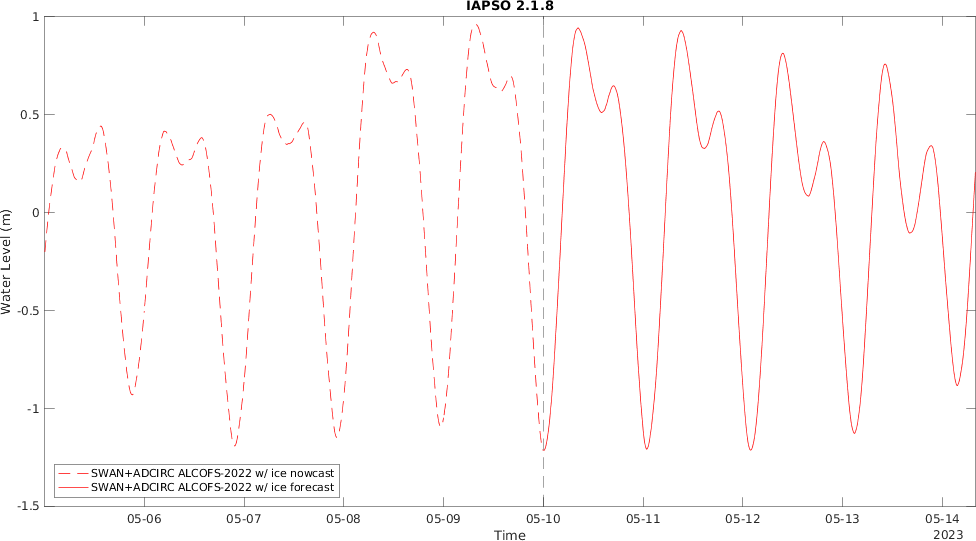 IAPSO 2.1.8
1
0.5
0
-0.5
-1
-1.5
Water Level (m)
SWAN+ADCIRC ALCOFS-2022 w/ ice nowcast
SWAN+ADCIRC ALCOFS-2022 w/ ice forecast
05-06 05-07 05-08 05-09 05-10 05-11 05-12 05-13 05-14
Time
2023